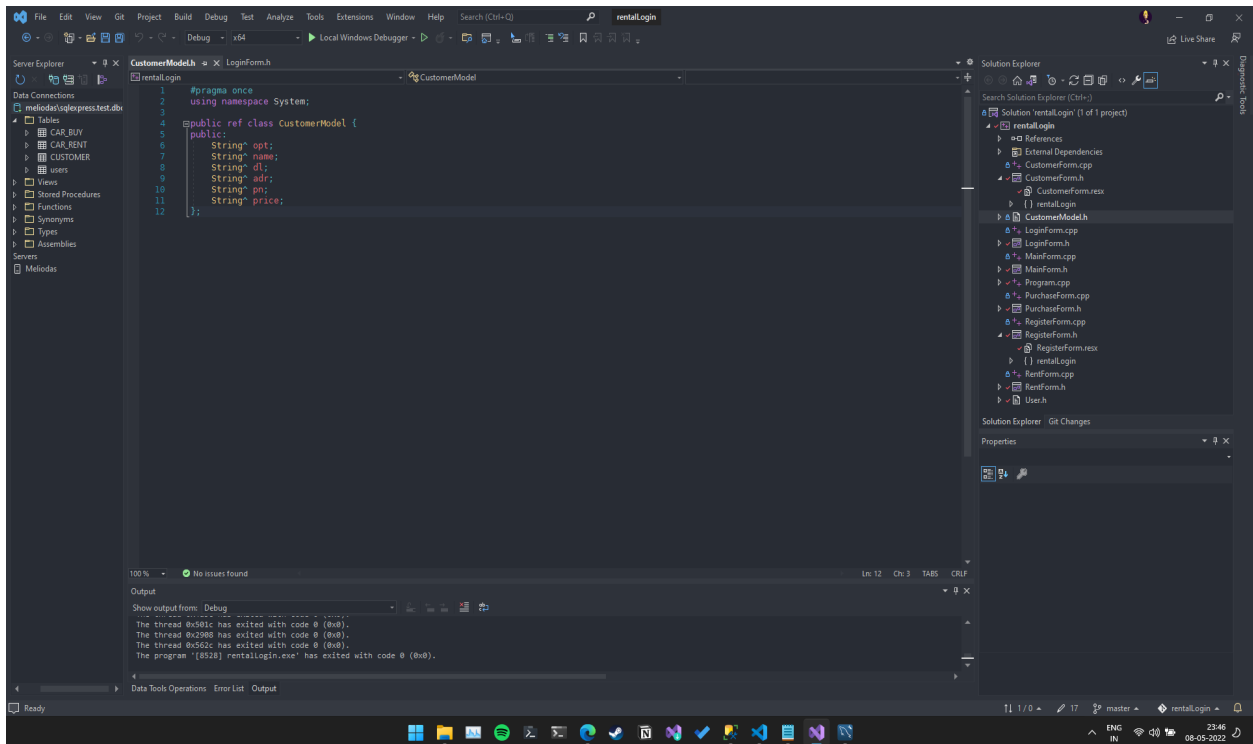 File Edit View Git Project Build Debug Test Analyze Tools Extensions Window Help Search (Ctrl+Q) rentalLogin
Debug x64 Local Windows Debugger Live Share
Server Explorer
Data Connections
meliodas\sqlexpress.test.dbo
Tables
CAR_BUY
CAR_RENT
CUSTOMER
users
Views
Stored Procedures
Functions
Synonyms
Types
Assemblies
Servers
Meliodas
CustomerModel.h LoginForm.h
rentalLogin CustomerModel
1 #pragma once
2 using namespace System;
3
4 public ref class CustomerModel {
5 public:
6 String^ opt;
7 String^ name;
8 String^ dl;
9 String^ adr;
10 String^ pn;
11 String^ price;
12 };
100 % No issues found Ln: 12 Ch: 3 TABS CRLF
Output
Show output from: Debug
The thread 0x501c has exited with code 0 (0x0).
The thread 0x2908 has exited with code 0 (0x0).
The thread 0x562c has exited with code 0 (0x0).
The program '[8528] rentalLogin.exe' has exited with code 0 (0x0).
Data Tools Operations Error List Output
Solution Explorer
Search Solution Explorer (Ctrl+;)
Solution 'rentalLogin' (1 of 1 project)
rentalLogin
References
External Dependencies
CustomerForm.cpp
CustomerForm.h
CustomerForm.resx
{ } rentalLogin
CustomerModel.h
LoginForm.cpp
LoginForm.h
MainForm.cpp
MainForm.h
Program.cpp
PurchaseForm.cpp
PurchaseForm.h
RegisterForm.cpp
RegisterForm.h
RegisterForm.resx
{ } rentalLogin
RentForm.cpp
RentForm.h
User.h
Solution Explorer Git Changes
Properties
Diagnostic Tools
Ready 1 / 0 17 master rentalLogin
ENG
IN
23:46
08-05-2022